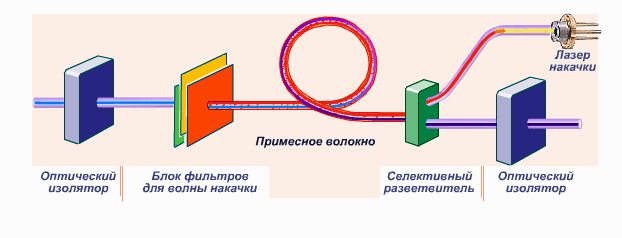 Лазер
накачки
Примесное волокно
Оптический
изолятор
Блок фильтров
для волны накачки
Селективный
разветвитель
Оптический
изолятор